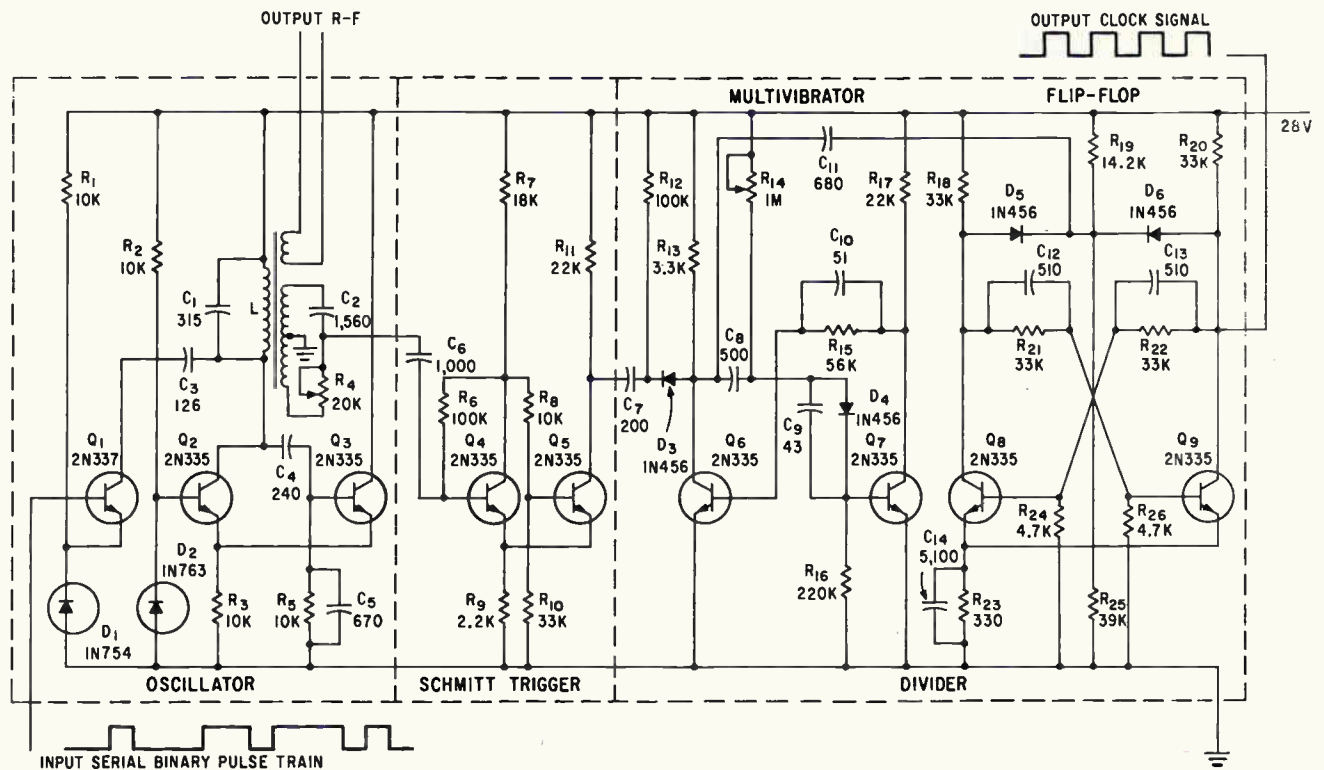 OUTPUT R-F
OUTPUT CLOCK SIGNAL
MULTIVIBRATOR
FLIP-FLOP
28V
R1
10K
R2
10K
C1
315
L
C2
1,560
C3
126
R4
20K
Q1
2N337
Q2
2N335
Q3
2N335
C4
240
D1
1N754
D2
1N763
R3
10K
R5
10K
C5
670
OSCILLATOR
R7
18K
R11
22K
C6
1,000
R6
100K
R8
10K
Q4
2N335
Q5
2N335
R9
2.2K
R10
33K
SCHMITT TRIGGER
R12
100K
R13
3.3K
R14
1M
C11
680
R17
22K
C10
51
R15
56K
C7
200
D3
1N456
C8
500
C9
43
D4
1N456
Q6
2N335
Q7
2N335
R16
220K
R18
33K
R19
14.2K
R20
33K
D5
1N456
D6
1N456
C12
510
C13
510
R21
33K
R22
33K
Q8
2N335
Q9
2N335
R24
4.7K
R26
4.7K
C14
5,100
R23
330
R25
39K
DIVIDER
INPUT SERIAL BINARY PULSE TRAIN